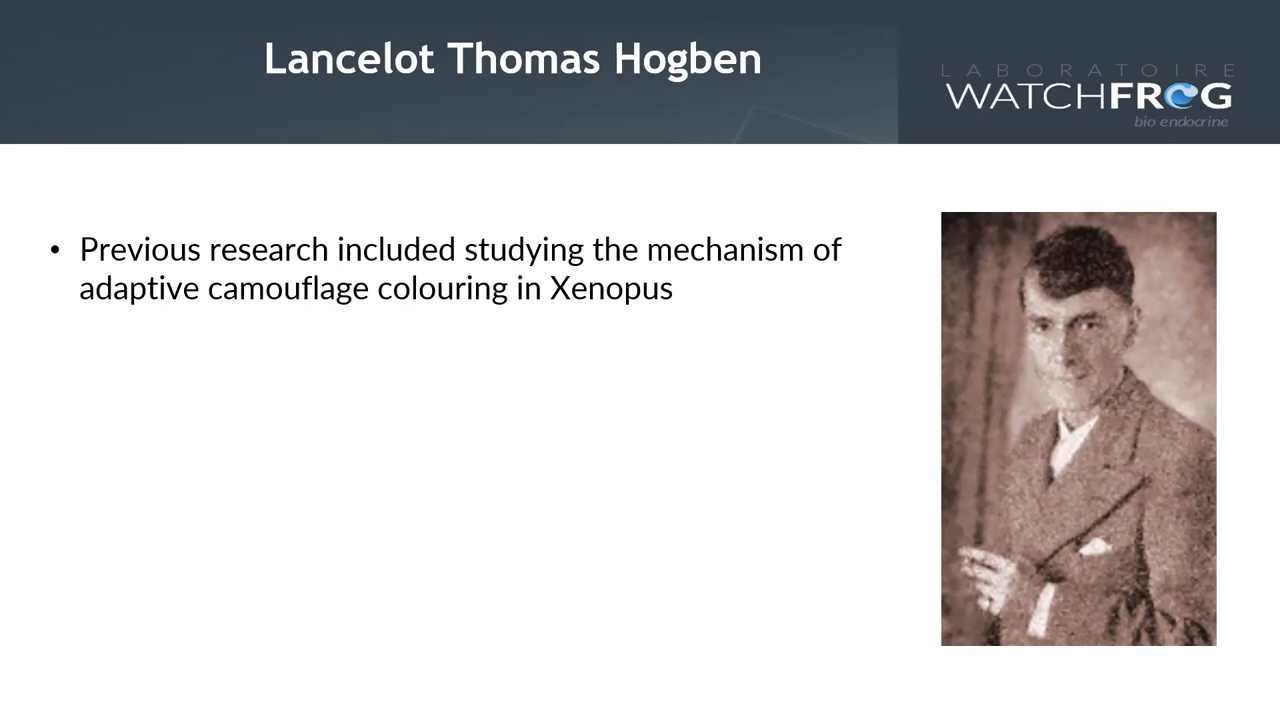 Lancelot Thomas Hogben
LABORATOIRE
WATCHFROG
bio endocrine
• Previous research included studying the mechanism of
adaptive camouflage colouring in Xenopus